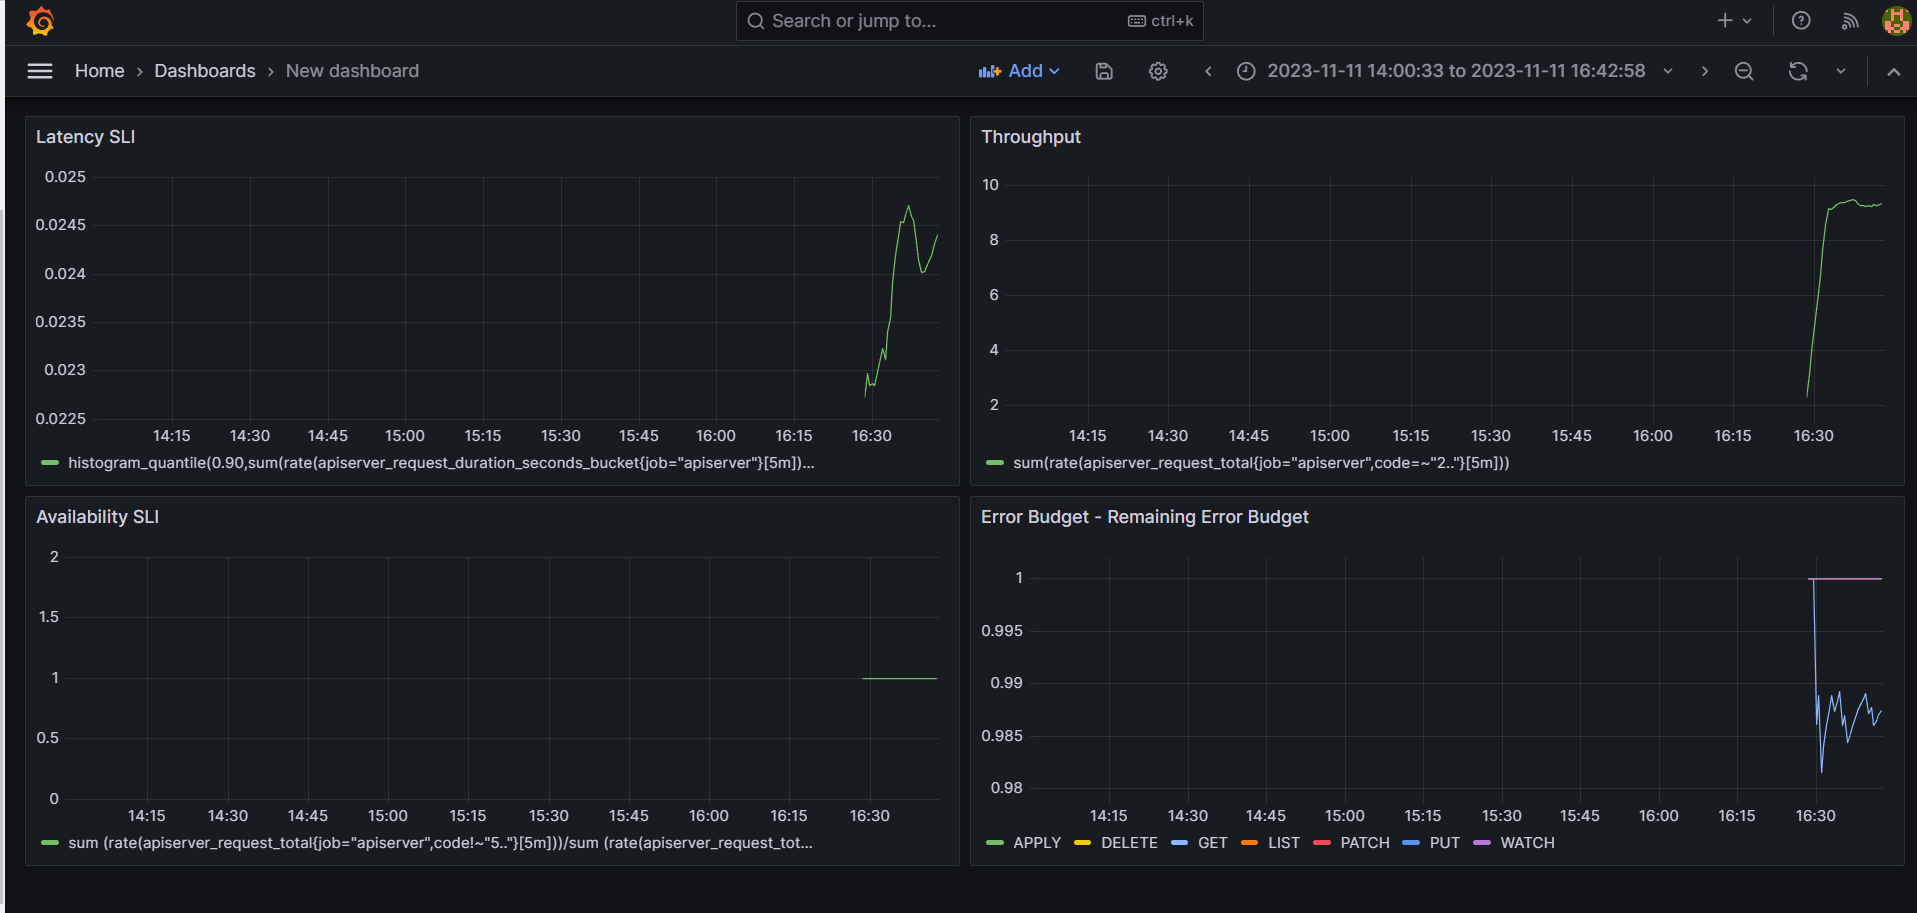 Search or jump to...
ctrl+k
Home › Dashboards › New dashboard
Add
2023-11-11 14:00:33 to 2023-11-11 16:42:58
Latency SLI
0.025
0.0245
0.024
0.0235
0.023
0.0225
14:15 14:30 14:45 15:00 15:15 15:30 15:45 16:00 16:15 16:30
histogram_quantile(0.90,sum(rate(apiserver_request_duration_seconds_bucket{job="apiserver"}[5m])...
Throughput
10
8
6
4
2
14:15 14:30 14:45 15:00 15:15 15:30 15:45 16:00 16:15 16:30
sum(rate(apiserver_request_total{job="apiserver",code=~"2.."}[5m]))
Availability SLI
2
1.5
1
0.5
0
14:15 14:30 14:45 15:00 15:15 15:30 15:45 16:00 16:15 16:30
sum (rate(apiserver_request_total{job="apiserver",code!~"5.."}[5m]))/sum (rate(apiserver_request_tot...
Error Budget - Remaining Error Budget
1
0.995
0.99
0.985
0.98
14:15 14:30 14:45 15:00 15:15 15:30 15:45 16:00 16:15 16:30
APPLY DELETE GET LIST PATCH PUT WATCH